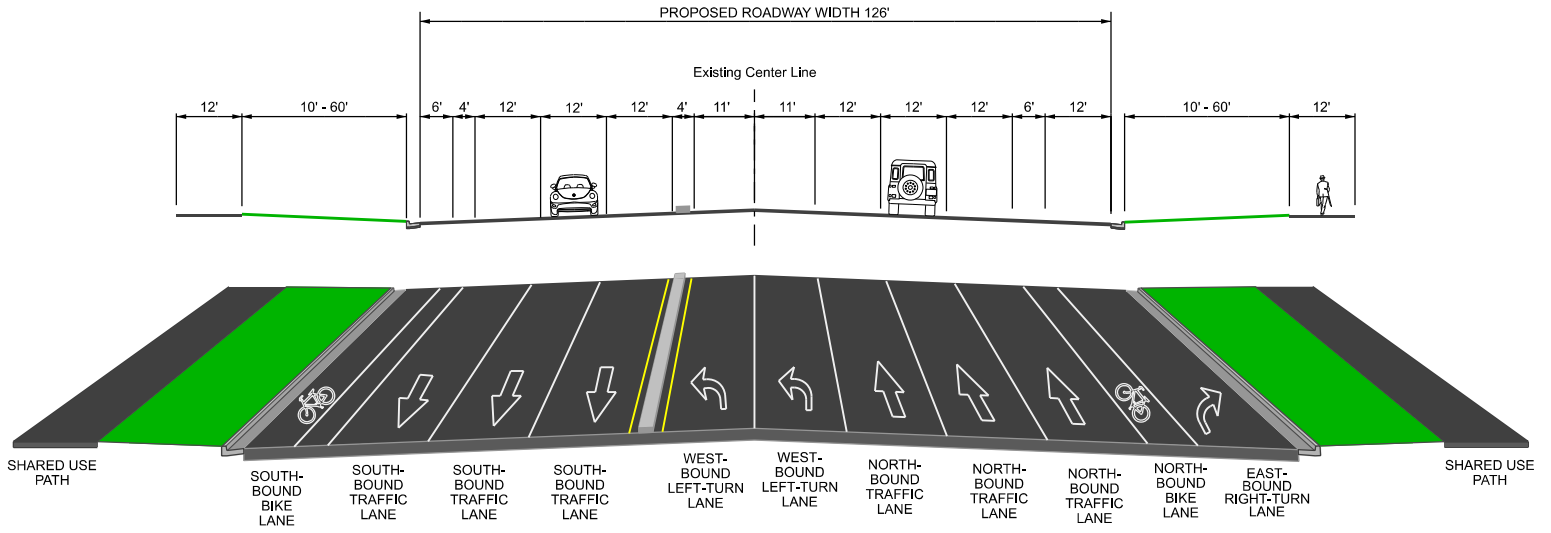 PROPOSED ROADWAY WIDTH 126'
Existing Center Line
12'
10' - 60'
6'
4'
12'
12'
12'
4'
11'
11'
12'
12'
12'
6'
12'
10' - 60'
12'
SHARED USE
PATH
SOUTH-
BOUND
BIKE
LANE
SOUTH-
BOUND
TRAFFIC
LANE
SOUTH-
BOUND
TRAFFIC
LANE
SOUTH-
BOUND
TRAFFIC
LANE
WEST-
BOUND
LEFT-TURN
LANE
WEST-
BOUND
LEFT-TURN
LANE
NORTH-
BOUND
TRAFFIC
LANE
NORTH-
BOUND
TRAFFIC
LANE
NORTH-
BOUND
TRAFFIC
LANE
NORTH-
BOUND
BIKE
LANE
EAST-
BOUND
RIGHT-TURN
LANE
SHARED USE
PATH